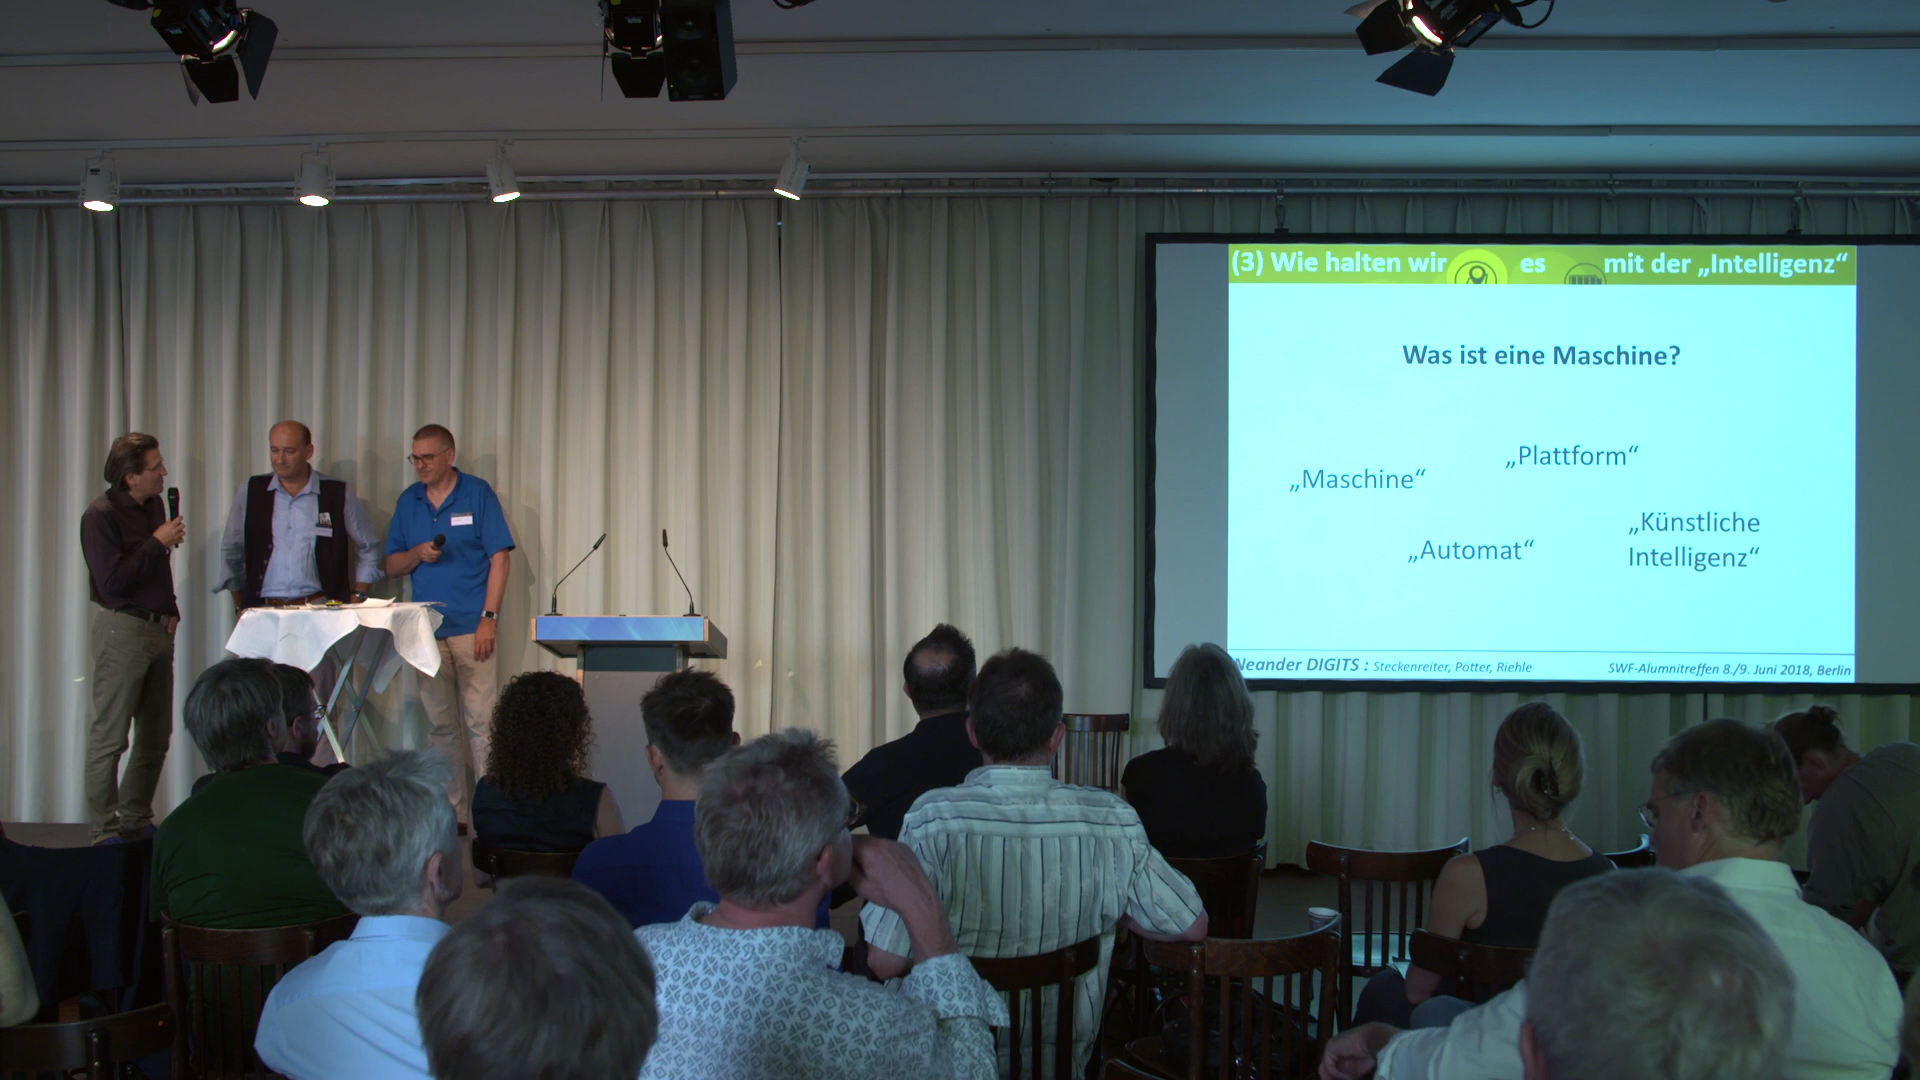 (3) Wie halten wir es mit der „Intelligenz“
Was ist eine Maschine?
„Plattform“
„Maschine“
„Künstliche
Intelligenz“
„Automat“
Neander DIGITS : Steckenreiter, Pötter, Riehle
SWF-Alumnitreffen 8./9. Juni 2018, Berlin